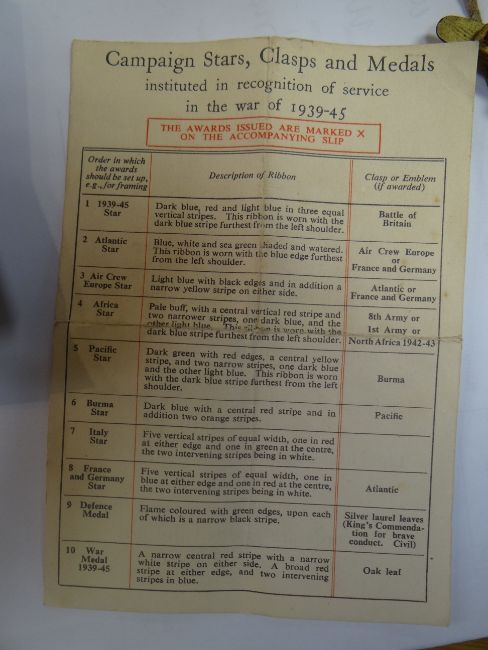 Campaign Stars, Clasps and Medals
instituted in recognition of service
in the war of 1939-45
THE AWARDS ISSUED ARE MARKED X
ON THE ACCOMPANYING SLIP
Order in which
the awards
should be set up,
e.g., for framing
Description of Ribbon
Clasp or Emblem
(if awarded)
1 1939-45
Star
Dark blue, red and light blue in three equal
vertical stripes. This ribbon is worn with the
dark blue stripe furthest from the left shoulder.
Battle of
Britain
2 Atlantic
Star
Blue, white and sea green shaded and watered.
This ribbon is worn with the blue edge furthest
from the left shoulder.
Air Crew Europe
or
France and Germany
3 Air Crew
Europe Star
Light blue with black edges and in addition a
narrow yellow stripe on either side.
Atlantic or
France and Germany
4 Africa
Star
Pale buff, with a central vertical red stripe and
two narrower stripes, one dark blue, and the
other light blue. This ribbon is worn with the
dark blue stripe furthest from the left shoulder.
8th Army or
1st Army or
North Africa 1942-43
5 Pacific
Star
Dark green with red edges, a central yellow
stripe, and two narrow stripes, one dark blue
and the other light blue. This ribbon is worn
with the dark blue stripe furthest from the left
shoulder.
Burma
6 Burma
Star
Dark blue with a central red stripe and in
addition two orange stripes.
Pacific
7 Italy
Star
Five vertical stripes of equal width, one in red
at either edge and one in green at the centre,
the two intervening stripes being in white.
8 France
and Germany
Star
Five vertical stripes of equal width, one in
blue at either edge and one in red at the centre,
the two intervening stripes being in white.
Atlantic
9 Defence
Medal
Flame coloured with green edges, upon each
of which is a narrow black stripe.
Silver laurel leaves
(King's Commenda-
tion for brave
conduct. Civil)
10 War
Medal
1939-45
A narrow central red stripe with a narrow
white stripe on either side. A broad red
stripe at either edge, and two intervening
stripes in blue.
Oak leaf